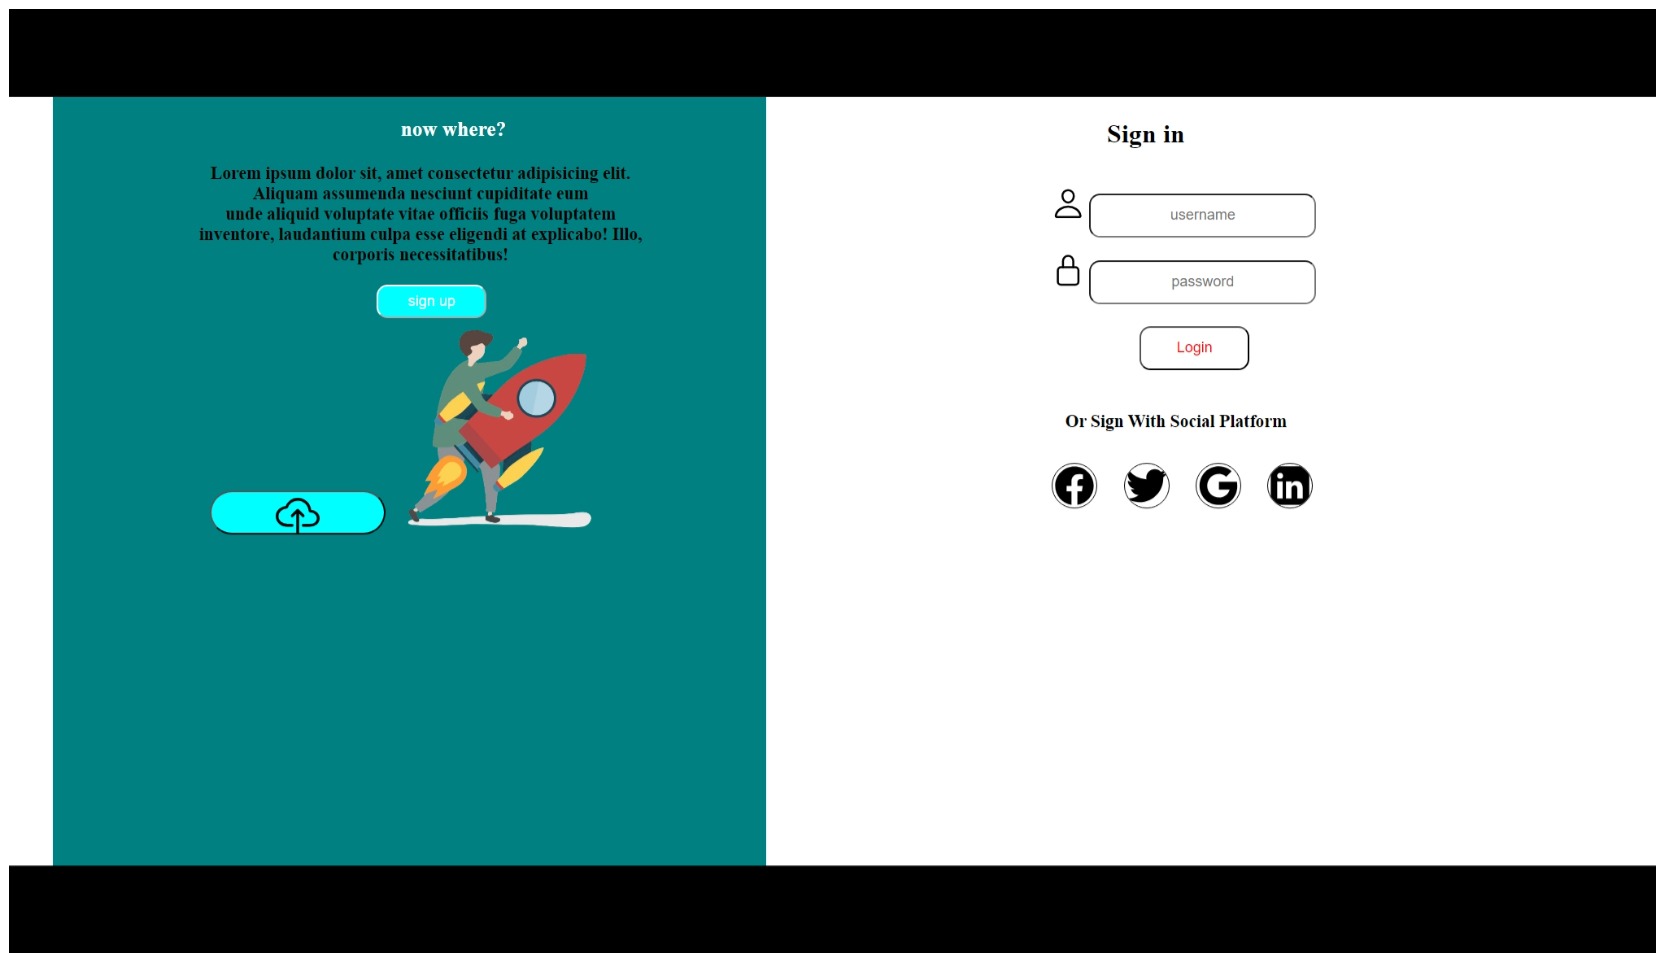 now where?
Lorem ipsum dolor sit, amet consectetur adipisicing elit.
Aliquam assumenda nesciunt cupiditate eum
unde aliquid voluptate vitae officiis fuga voluptatem
inventore, laudantium culpa esse eligendi at explicabo! Illo,
corporis necessitatibus!
sign up
Sign in
username
password
Login
Or Sign With Social Platform